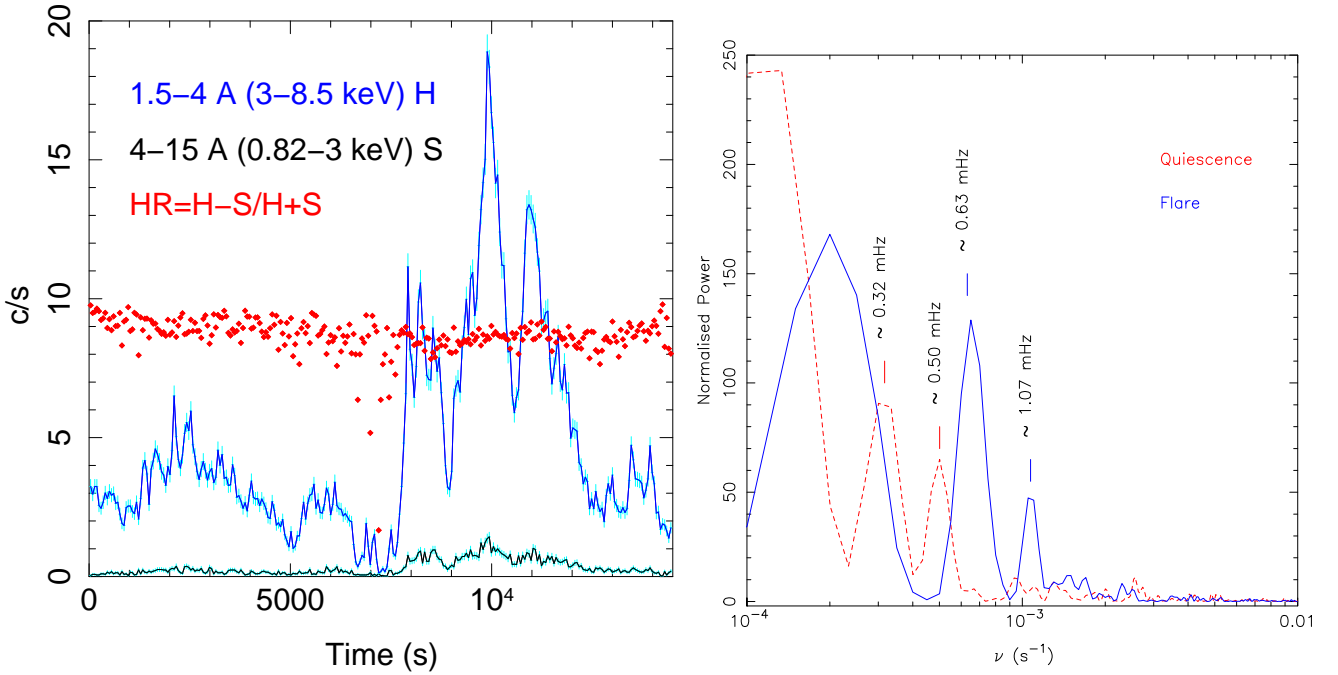 20
15
10
5
0
c/s
1.5−4 A (3−8.5 keV) H
4−15 A (0.82−3 keV) S
HR=H−S/H+S
0
5000
10⁴
Time (s)
250
200
150
100
50
0
Normalised Power
~ 0.32 mHz
~ 0.50 mHz
~ 0.63 mHz
~ 1.07 mHz
Quiescence
Flare
10⁻⁴
10⁻³
0.01
ν (s⁻¹)